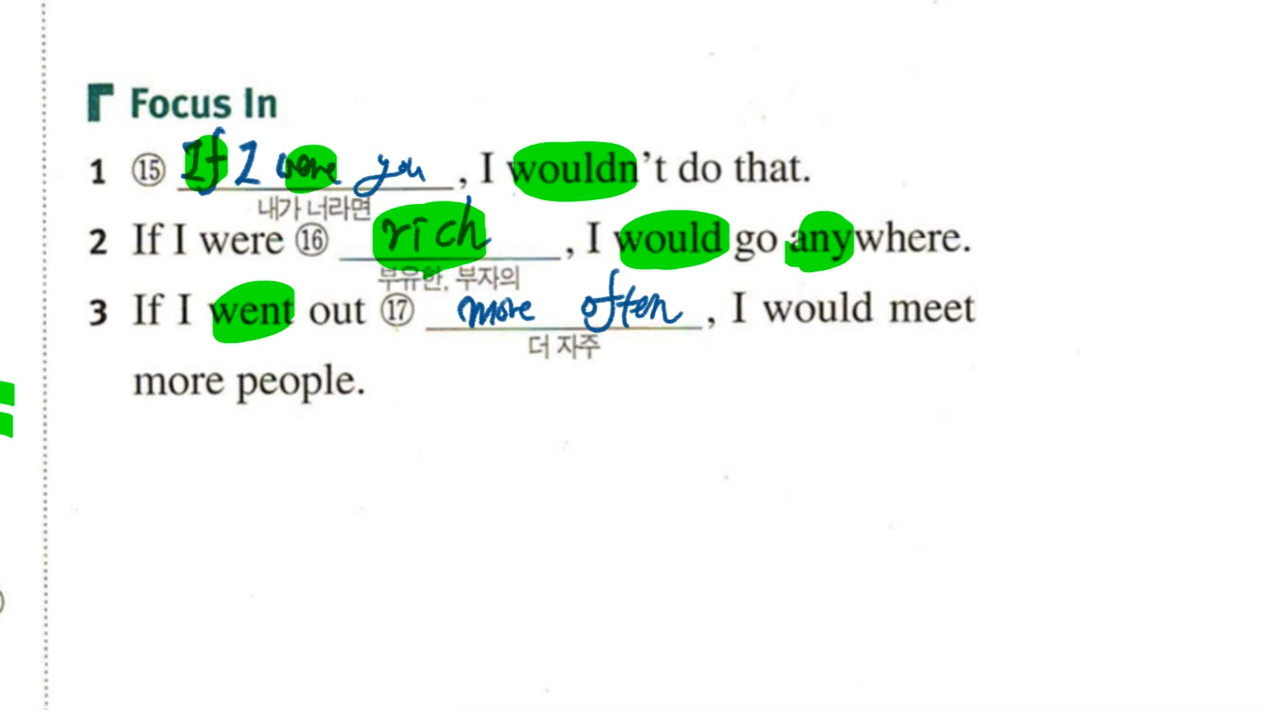 Focus In
1 ⑮ If I were you, I wouldn't do that.
내가 너라면
2 If I were ⑯ rich, I would go anywhere.
부유한, 부자의
3 If I went out ⑰ more often, I would meet
더 자주
more people.